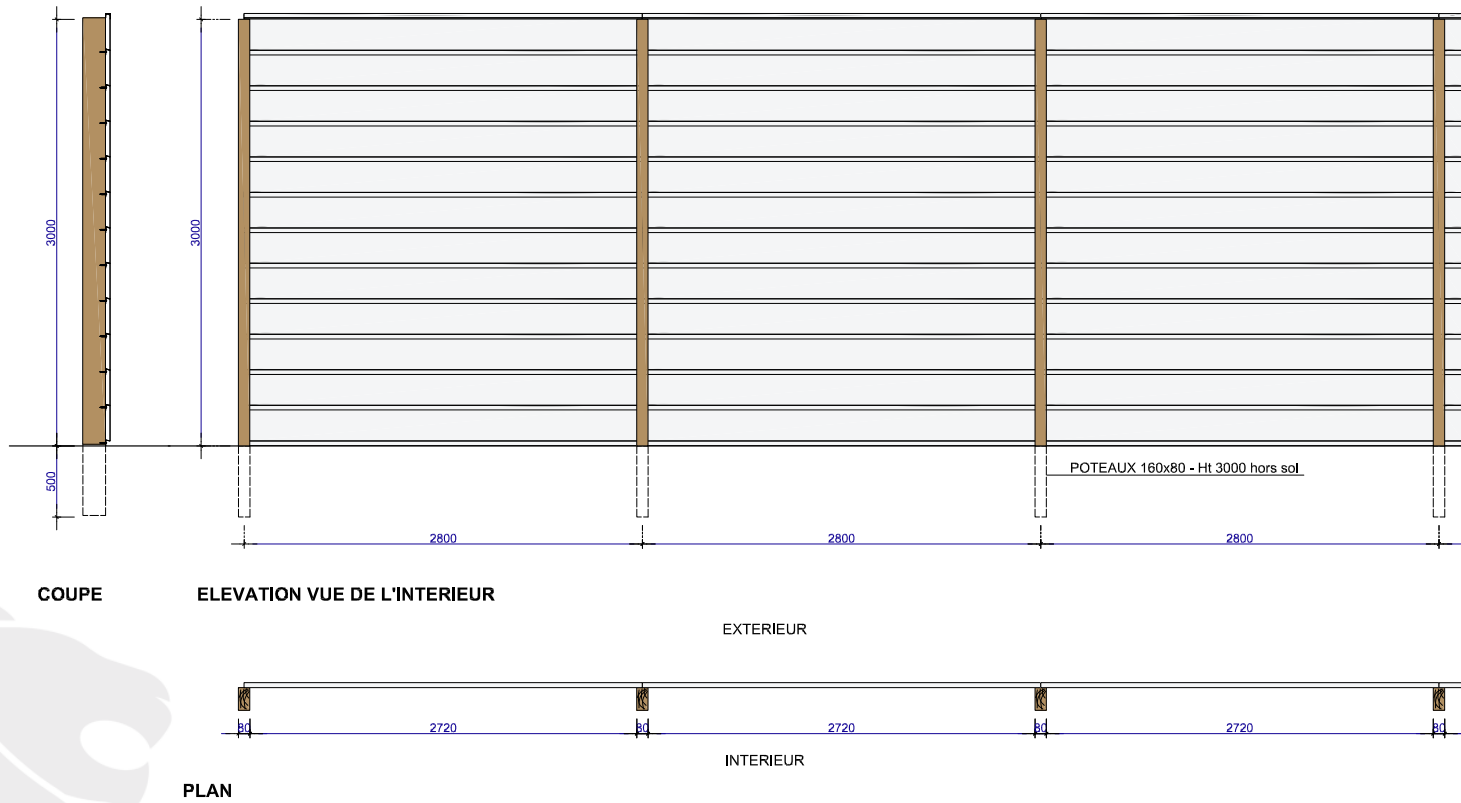 3000
3000
500
POTEAUX 160x80 - Ht 3000 hors sol
2800
2800
2800
COUPE
ELEVATION VUE DE L'INTERIEUR
EXTERIEUR
80
2720
80
2720
80
2720
80
INTERIEUR
PLAN